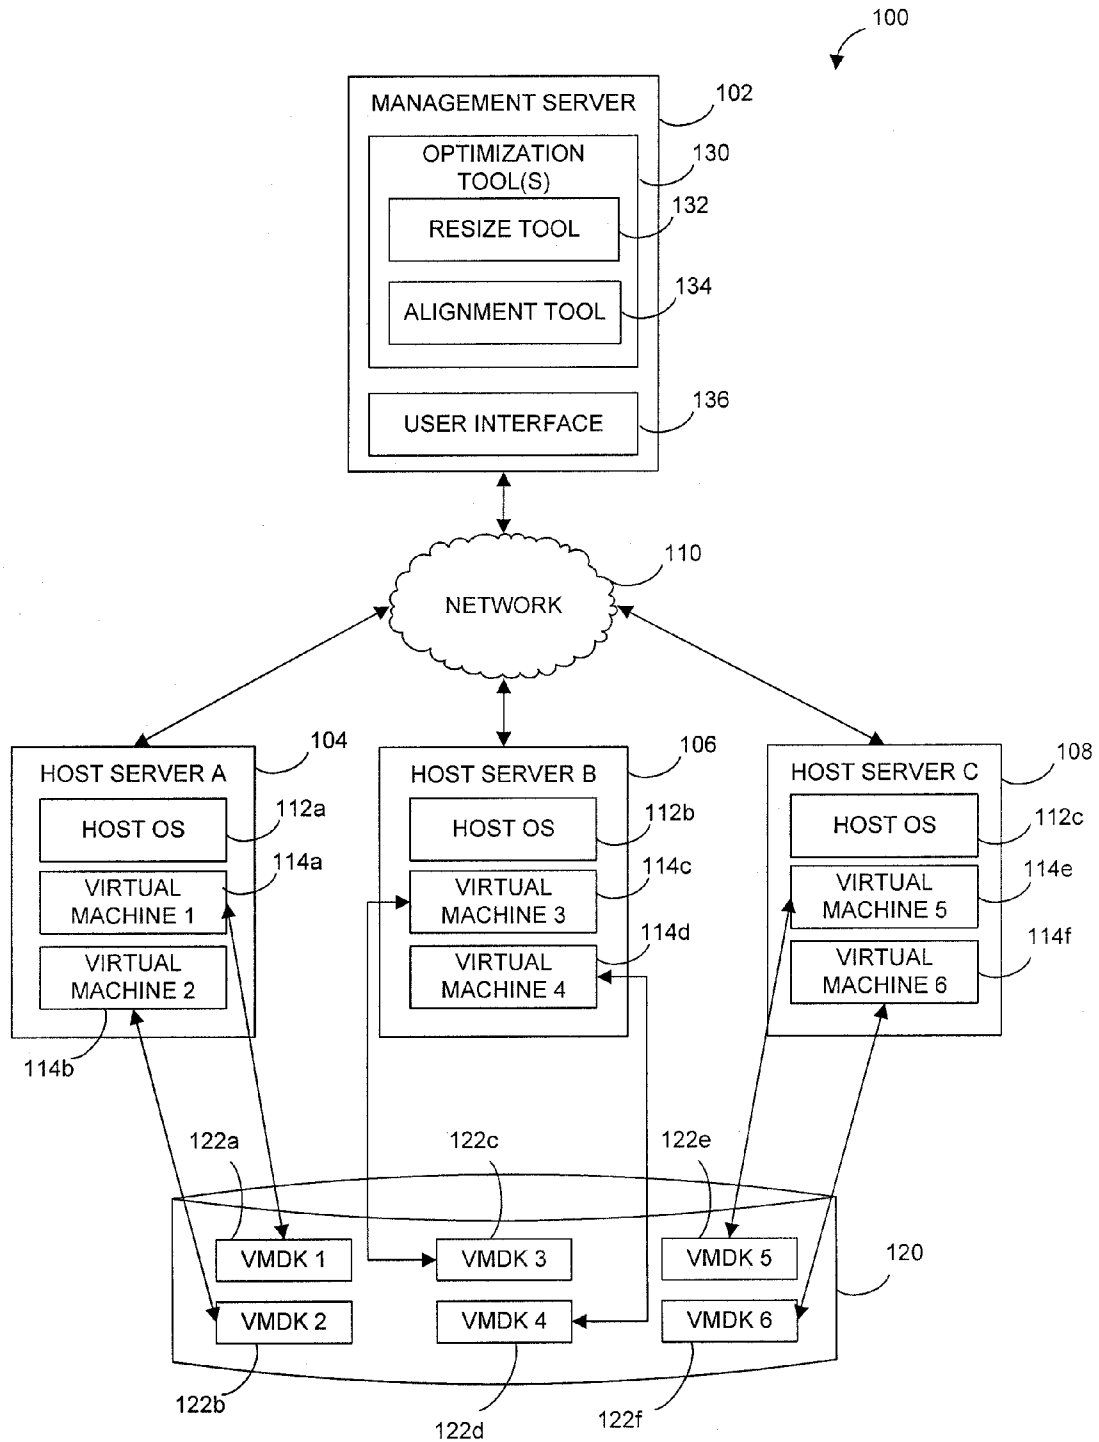 100
MANAGEMENT SERVER
102
OPTIMIZATION
TOOL(S)
130
RESIZE TOOL
132
ALIGNMENT TOOL
134
USER INTERFACE
136
NETWORK
110
HOST SERVER A
104
HOST OS
112a
VIRTUAL
MACHINE 1
114a
VIRTUAL
MACHINE 2
114b
HOST SERVER B
106
HOST OS
112b
VIRTUAL
MACHINE 3
114c
VIRTUAL
MACHINE 4
114d
HOST SERVER C
108
HOST OS
112c
VIRTUAL
MACHINE 5
114e
VIRTUAL
MACHINE 6
114f
122a
122c
122e
VMDK 1
VMDK 3
VMDK 5
120
VMDK 2
VMDK 4
VMDK 6
122b
122d
122f